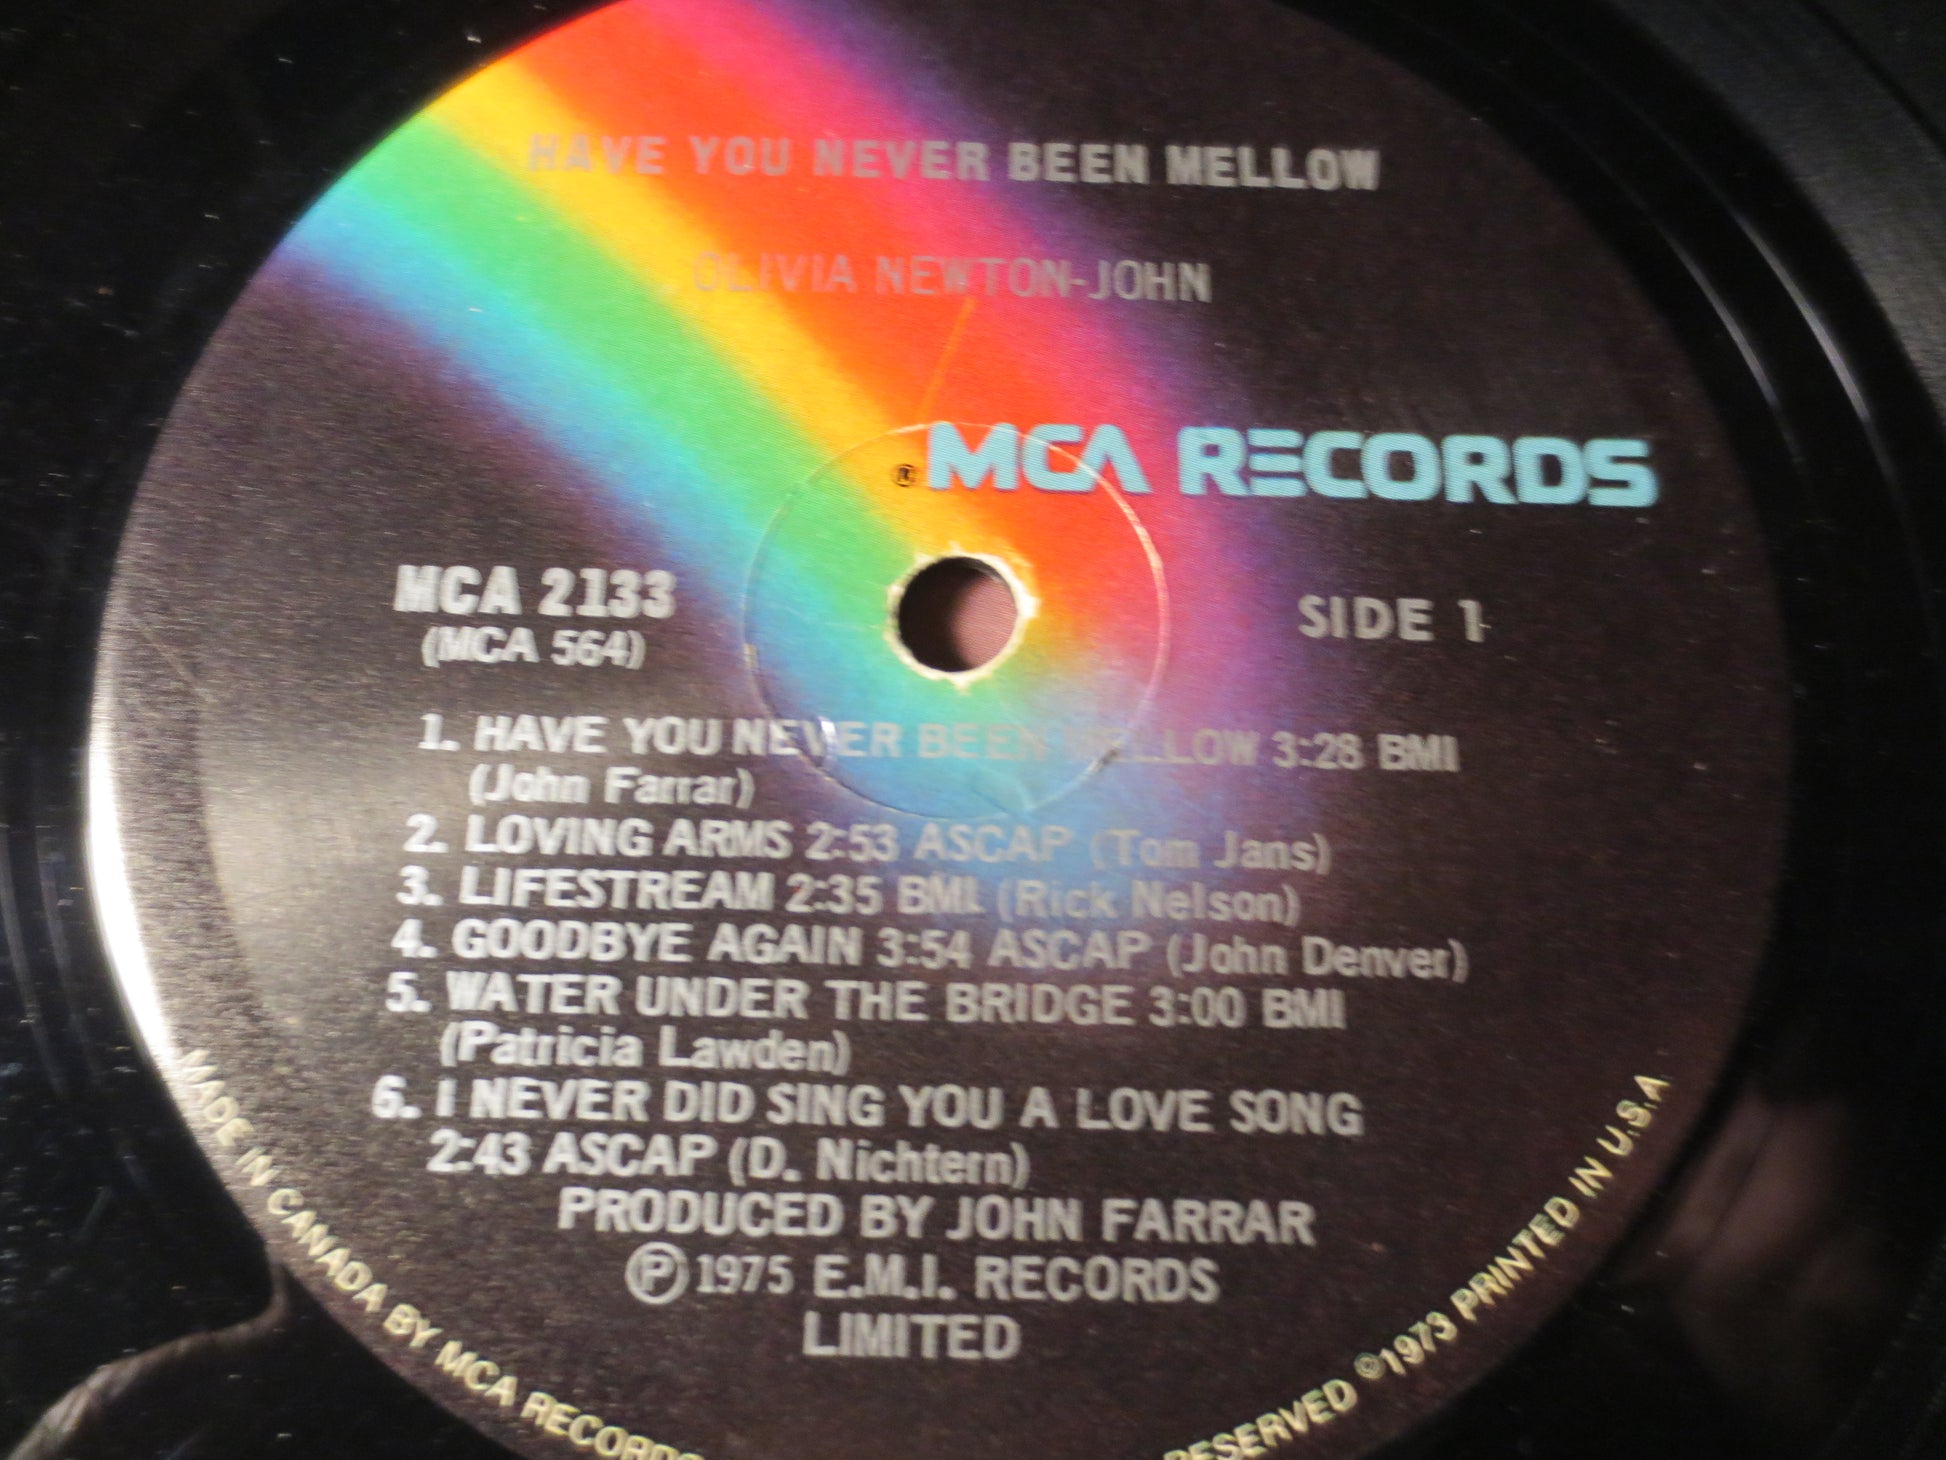 HAVE YOU NEVER BEEN MELLOW
OLIVIA NEWTON-JOHN
® MCA RECORDS
MCA 2133
(MCA 564)
SIDE 1
1. HAVE YOU NEVER BEEN MELLOW 3:28 BMI
(John Farrar)
2. LOVING ARMS 2:53 ASCAP (Tom Jans)
3. LIFESTREAM 2:35 BMI (Rick Nelson)
4. GOODBYE AGAIN 3:54 ASCAP (John Denver)
5. WATER UNDER THE BRIDGE 3:00 BMI
(Patricia Lawden)
6. I NEVER DID SING YOU A LOVE SONG
2:43 ASCAP (D. Nichtern)
PRODUCED BY JOHN FARRAR
Ⓟ 1975 E.M.I. RECORDS
LIMITED
MADE IN CANADA BY MCA RECORDS
RESERVED ©1973 PRINTED IN U.S.A